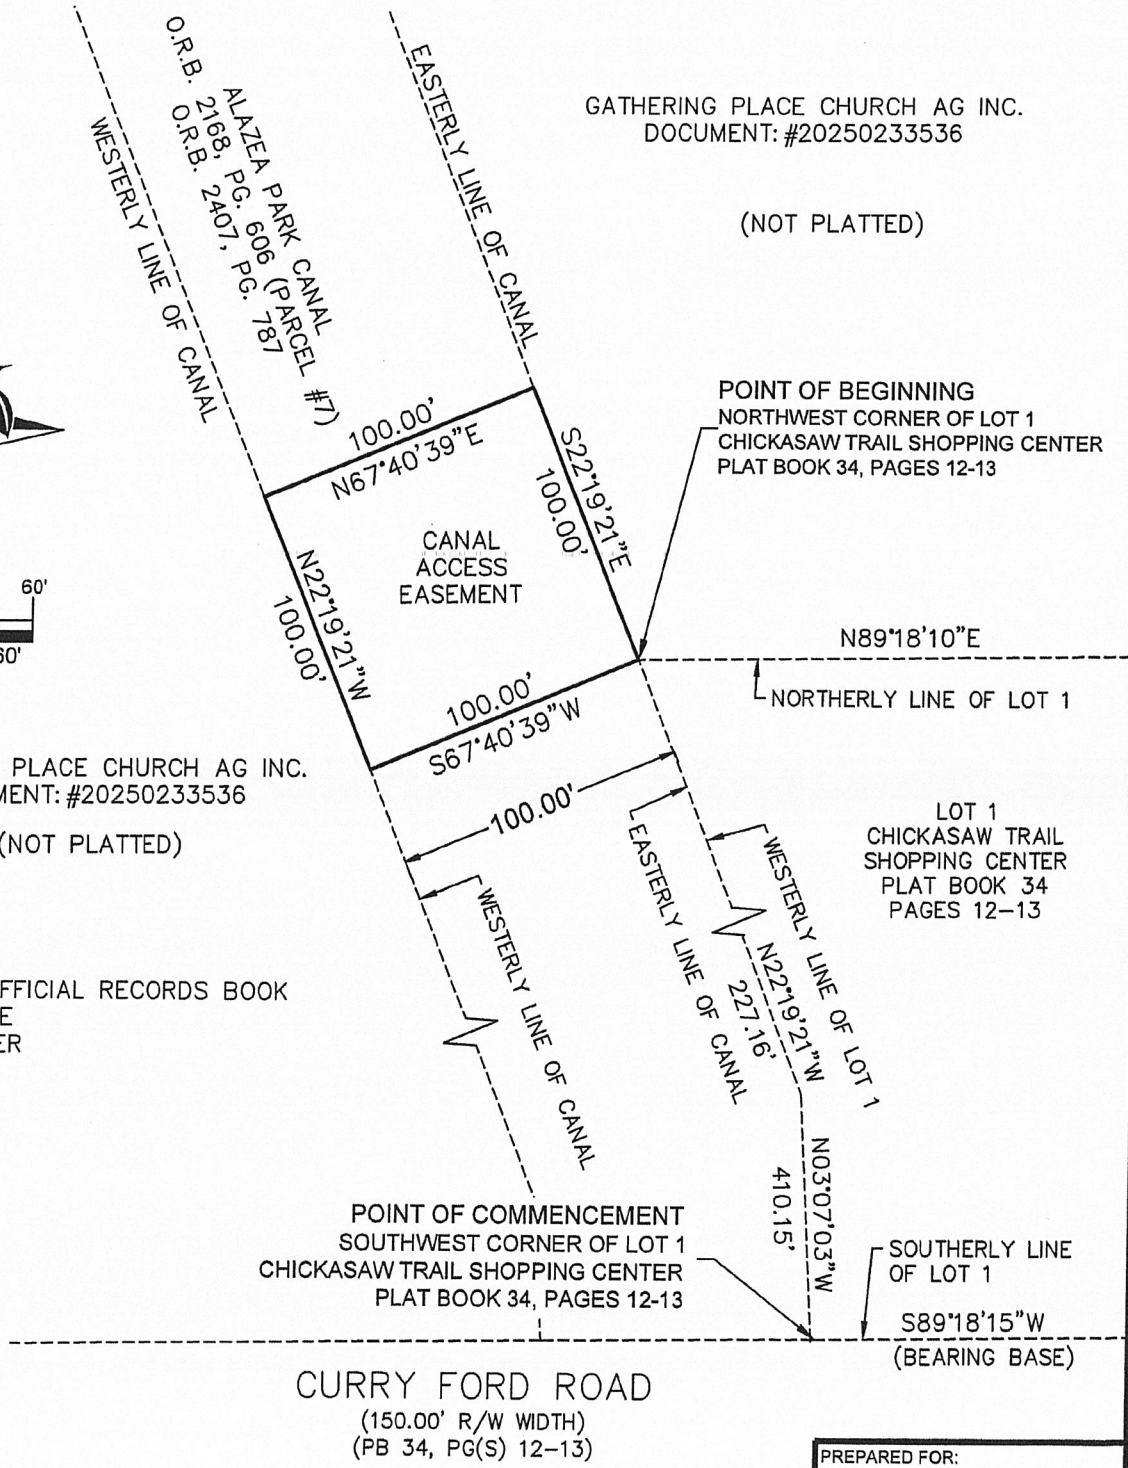 O.R.B. 2168, PG. 606 (PARCEL #7)
ALAZEA PARK CANAL
O.R.B. 2407, PG. 787
WESTERLY LINE OF CANAL
EASTERLY LINE OF CANAL
GATHERING PLACE CHURCH AG INC.
DOCUMENT: #20250233536
(NOT PLATTED)
POINT OF BEGINNING
NORTHWEST CORNER OF LOT 1
CHICKASAW TRAIL SHOPPING CENTER
PLAT BOOK 34, PAGES 12-13
100.00'
N67°40'39"E
S22°19'21"E
100.00'
CANAL
ACCESS
EASEMENT
N22°19'21"W
100.00'
60'
60'
100.00'
S67°40'39"W
N89°18'10"E
NORTHERLY LINE OF LOT 1
PLACE CHURCH AG INC.
MENT: #20250233536
(NOT PLATTED)
100.00'
LOT 1
CHICKASAW TRAIL
SHOPPING CENTER
PLAT BOOK 34
PAGES 12-13
WESTERLY LINE OF CANAL
EASTERLY LINE OF CANAL
WESTERLY LINE OF LOT 1
N22°19'21"W
227.16'
FFICIAL RECORDS BOOK
E
ER
N03°07'03"W
410.15'
POINT OF COMMENCEMENT
SOUTHWEST CORNER OF LOT 1
CHICKASAW TRAIL SHOPPING CENTER
PLAT BOOK 34, PAGES 12-13
SOUTHERLY LINE
OF LOT 1
S89°18'15"W
(BEARING BASE)
CURRY FORD ROAD
(150.00' R/W WIDTH)
(PB 34, PG(S) 12-13)
PREPARED FOR: